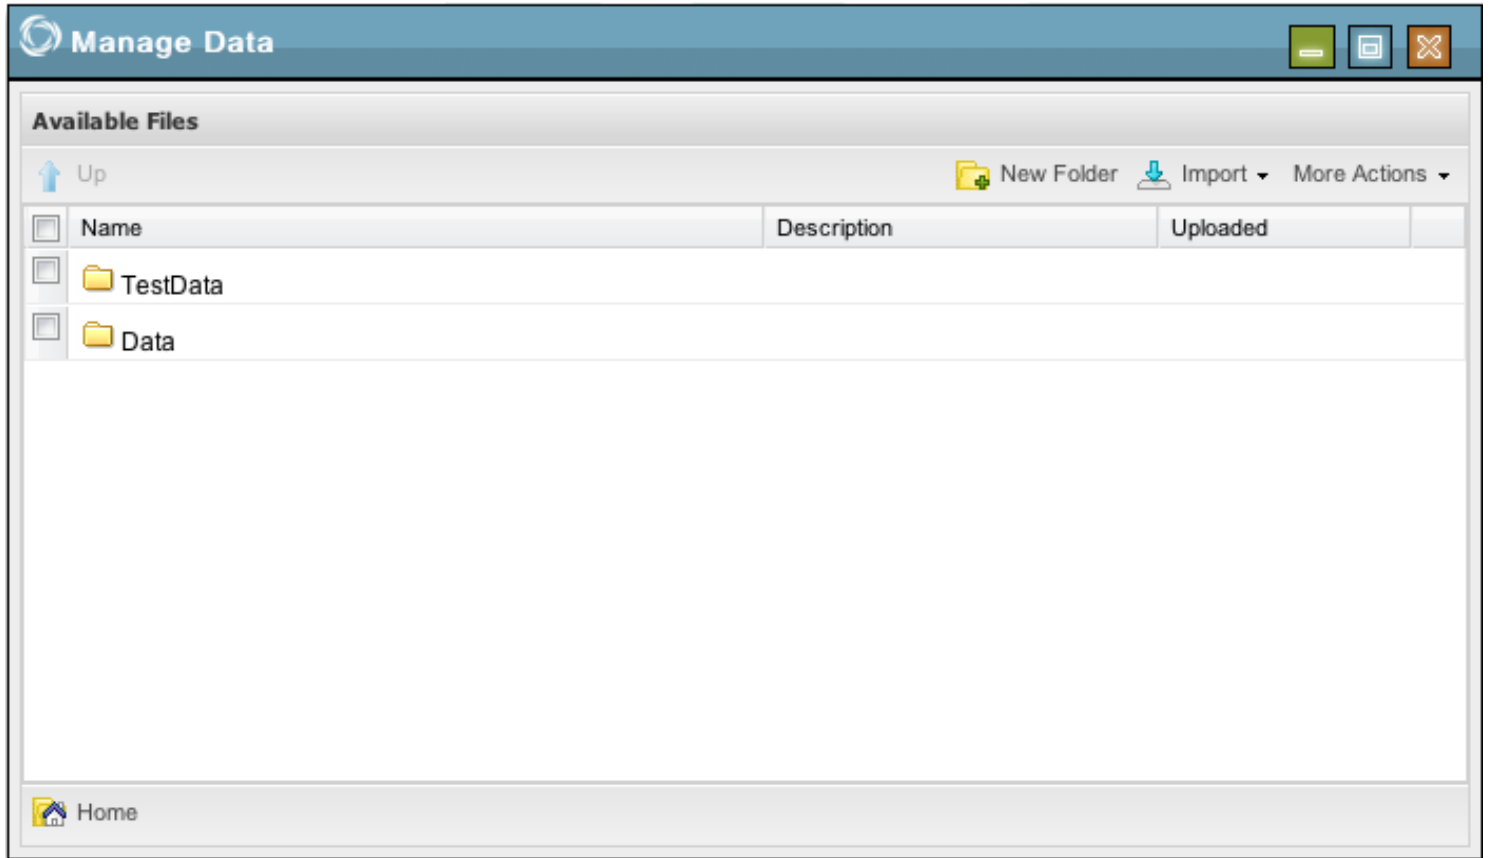 Manage Data
Available Files
Up New Folder Import More Actions
Name Description Uploaded
TestData
Data
Home